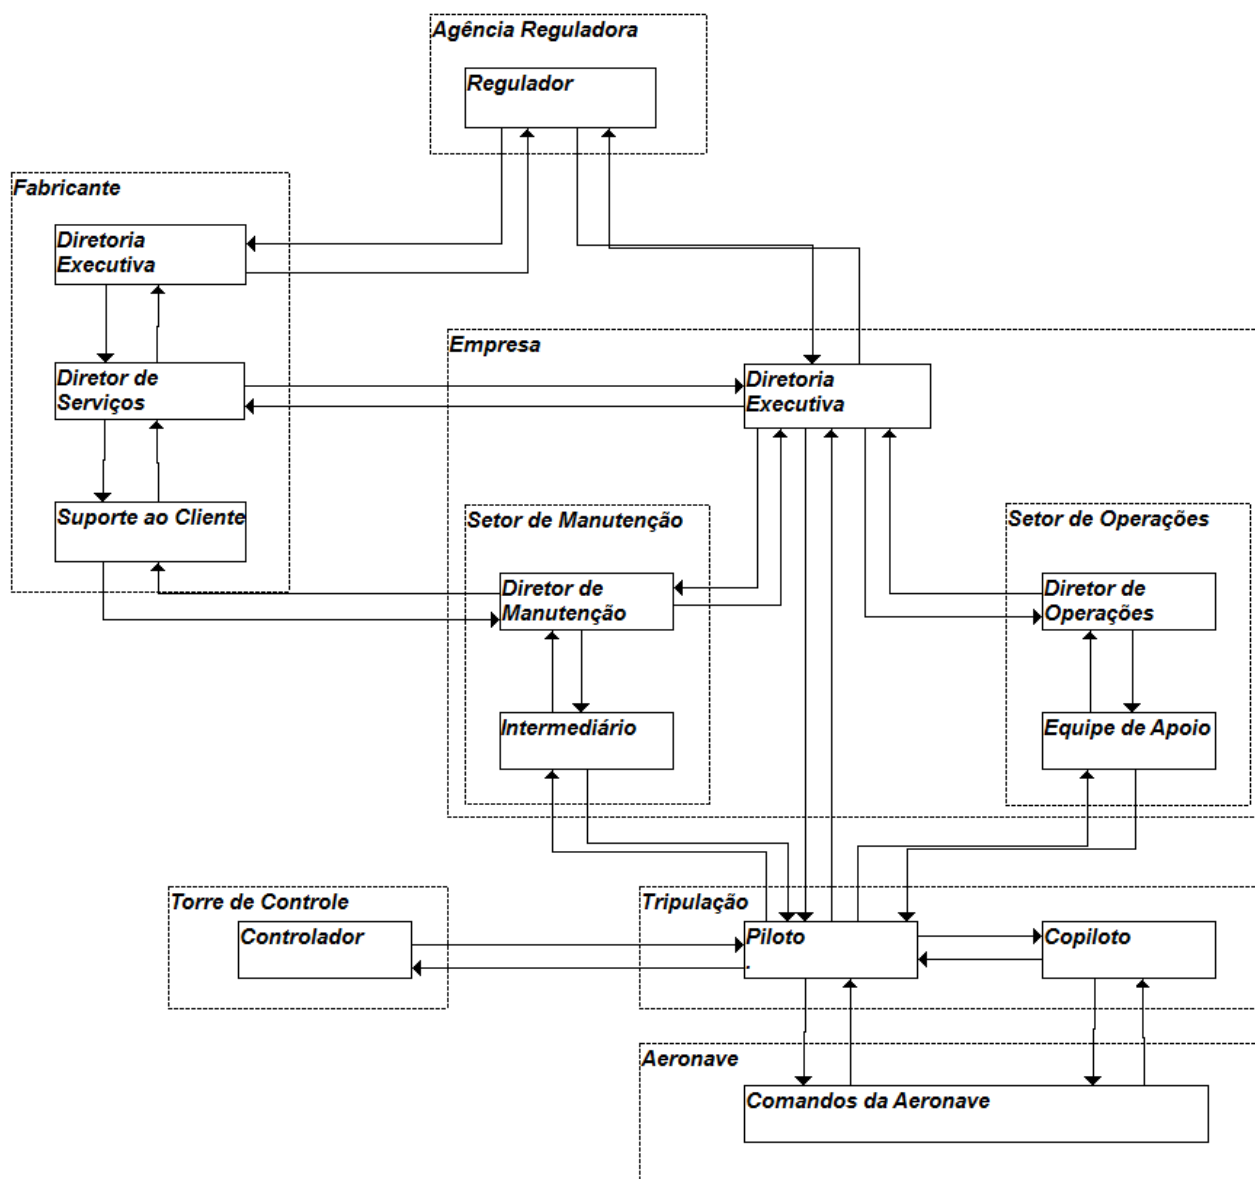 Agência Reguladora
Regulador
Fabricante
Diretoria
Executiva
Diretor de
Serviços
Suporte ao Cliente
Empresa
Diretoria
Executiva
Setor de Manutenção
Diretor de
Manutenção
Intermediário
Setor de Operações
Diretor de
Operações
Equipe de Apoio
Torre de Controle
Controlador
Tripulação
Piloto
.
Copiloto
Aeronave
Comandos da Aeronave